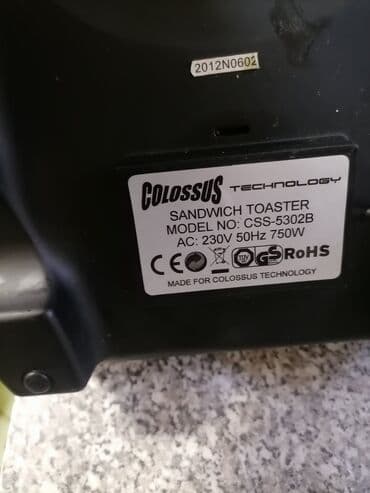 2012N0602
COLOSSUS TECHNOLOGY
SANDWICH TOASTER
MODEL NO: CSS-5302B
AC: 230V 50Hz 750W
CE TÜV GS RoHS
MADE FOR COLOSSUS TECHNOLOGY